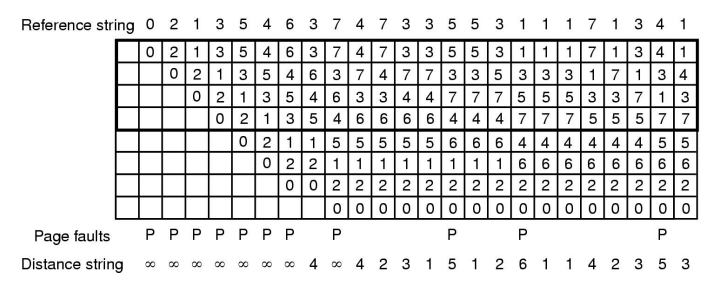 Reference string 0 2 1 3 5 4 6 3 7 4 7 3 3 5 5 3 1 1 1 7 1 3 4 1
0 2 1 3 5 4 6 3 7 4 7 3 3 5 5 3 1 1 1 7 1 3 4 1
0 2 1 3 5 4 6 3 7 4 7 7 3 3 5 3 3 3 1 7 1 3 4
0 2 1 3 5 4 6 3 3 4 4 7 7 7 5 5 5 3 3 7 1 3
0 2 1 3 5 4 6 6 6 6 4 4 4 7 7 7 5 5 5 7 7
0 2 1 1 5 5 5 5 5 6 6 6 4 4 4 4 4 4 5 5
0 2 2 1 1 1 1 1 1 1 1 6 6 6 6 6 6 6 6
0 0 2 2 2 2 2 2 2 2 2 2 2 2 2 2 2 2
0 0 0 0 0 0 0 0 0 0 0 0 0 0 0 0
Page faults P P P P P P P P P P P
Distance string ∞ ∞ ∞ ∞ ∞ ∞ ∞ 4 ∞ 4 2 3 1 5 1 2 6 1 1 4 2 3 5 3